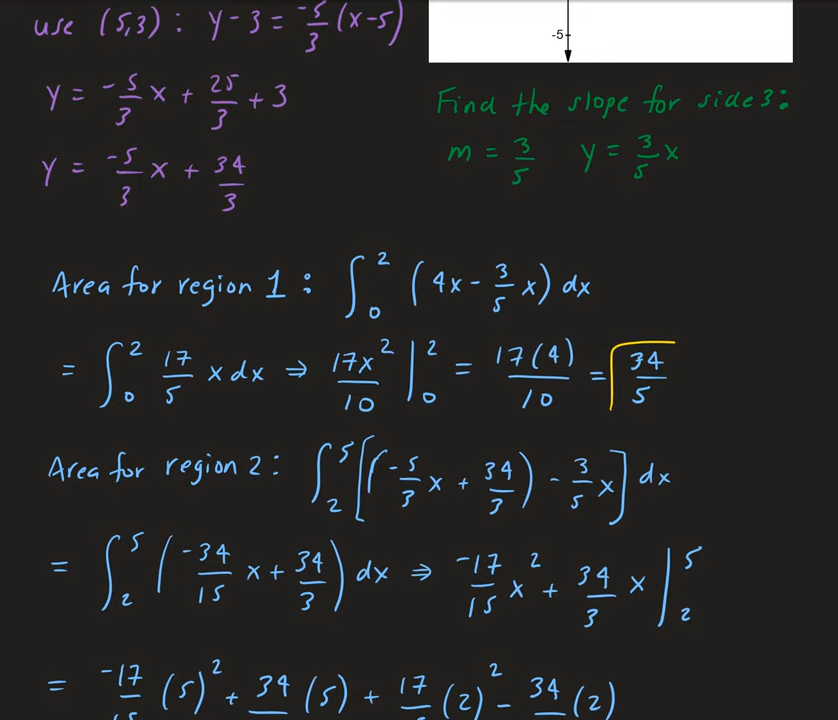 use (5,3): y-3 = -5/3 (x-5)
-5
y = -5/3 x + 25/3 + 3
Find the slope for side 3:
y = -5/3 x + 34/3
m = 3/5 y = 3/5 x
Area for region 1: ∫_0^2 (4x - 3/5 x) dx
= ∫_0^2 17/5 x dx ⇒ 17x^2/10 |_0^2 = 17(4)/10 = 34/5
Area for region 2: ∫_2^5 [(-5/3 x + 34/3) - 3/5 x] dx
= ∫_2^5 (-34/15 x + 34/3) dx ⇒ -17/15 x^2 + 34/3 x |_2^5
= -17/15 (5)^2 + 34 (5) + 17 (2)^2 - 34 (2)